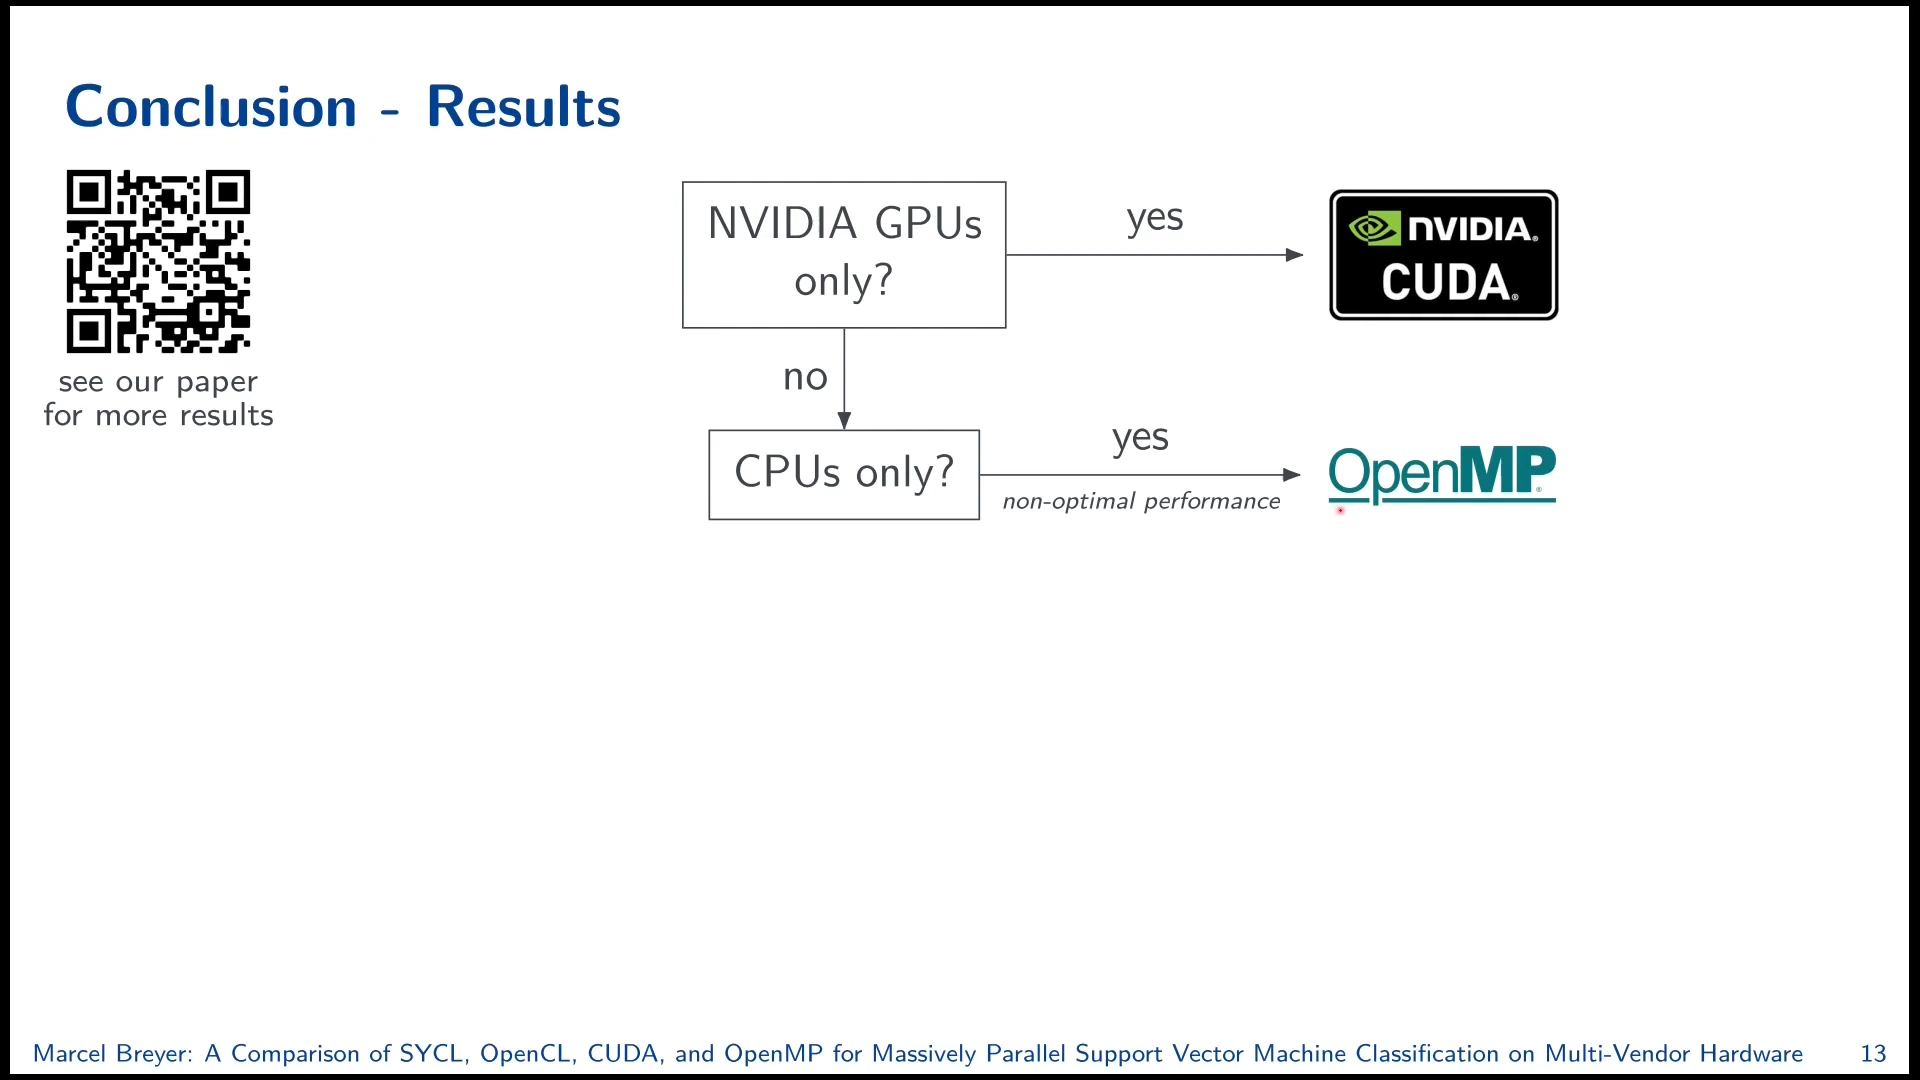 Conclusion - Results
see our paper
for more results
NVIDIA GPUs
only?
yes
NVIDIA®
CUDA®
no
CPUs only?
yes
non-optimal performance
OpenMP®
Marcel Breyer: A Comparison of SYCL, OpenCL, CUDA, and OpenMP for Massively Parallel Support Vector Machine Classification on Multi-Vendor Hardware 13